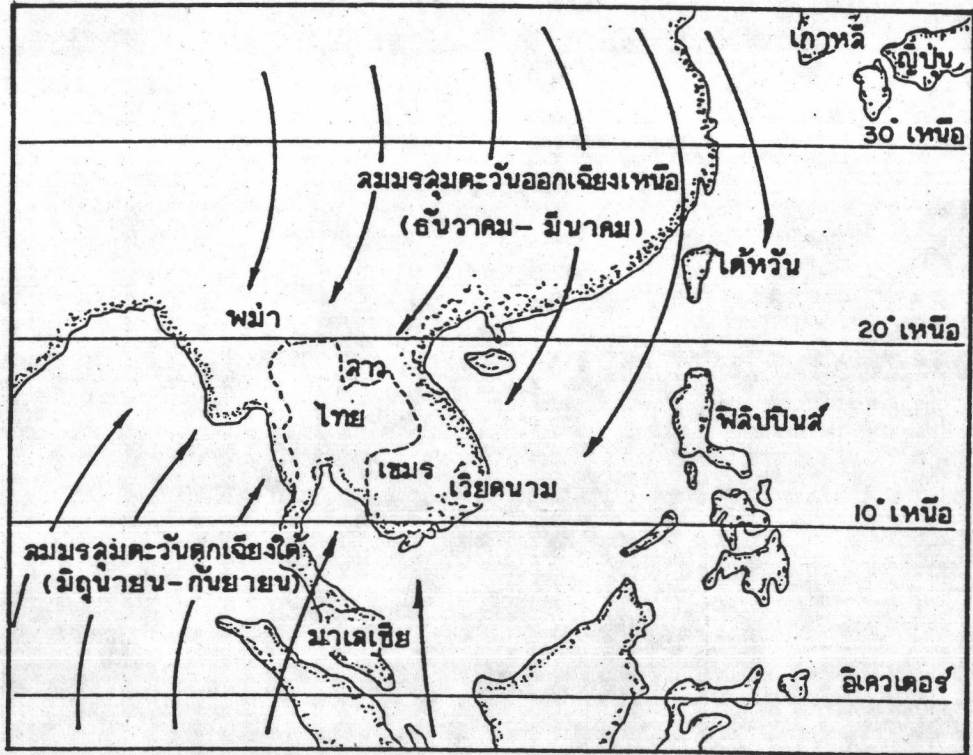 เกาหลี
ญี่ปุ่น
30° เหนือ
ลมมรสุมตะวันออกเฉียงเหนือ
(ธันวาคม - มีนาคม)
ไต้หวัน
พม่า
20° เหนือ
ลาว
ไทย
ฟิลิปปินส์
เขมร
เวียดนาม
10° เหนือ
ลมมรสุมตะวันตกเฉียงใต้
(มิถุนายน - กันยายน)
มาเลเซีย
อีเควเตอร์